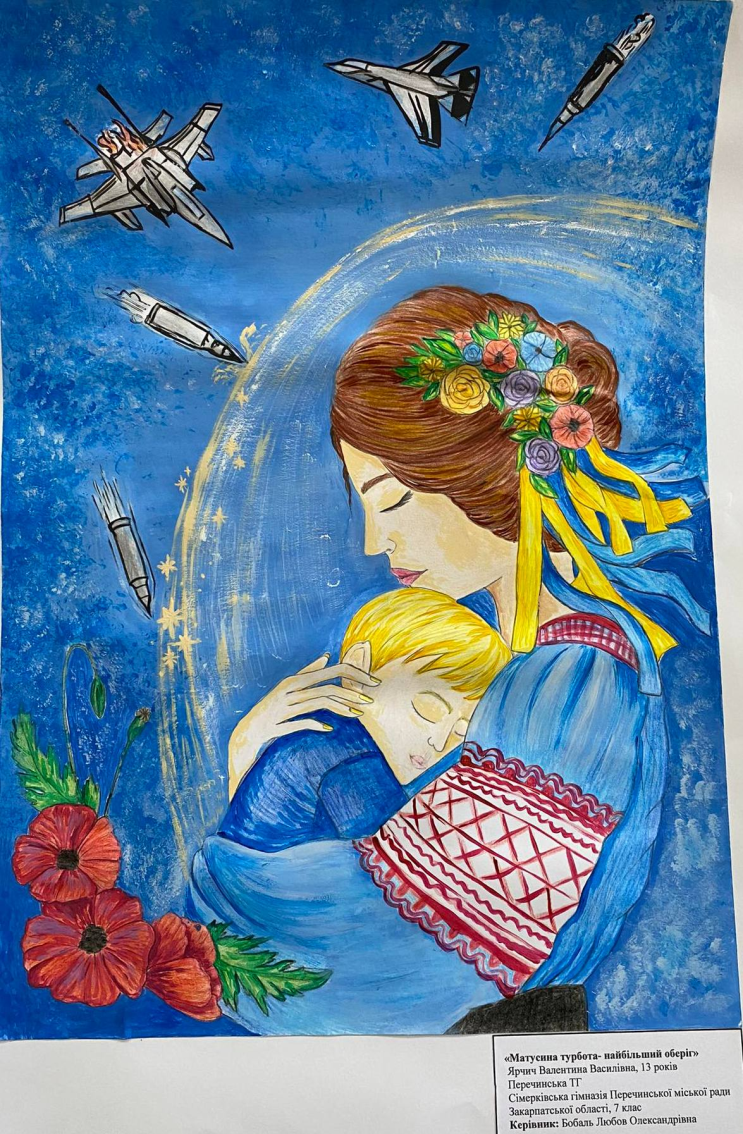 «Матусина турбота- найбільший оберіг»
Ярчич Валентина Василівна, 13 років
Перечинська ТГ
Сімерківська гімназія Перечинської міської ради
Закарпатської області, 7 клас
Керівник: Бобаль Любов Олександрівна